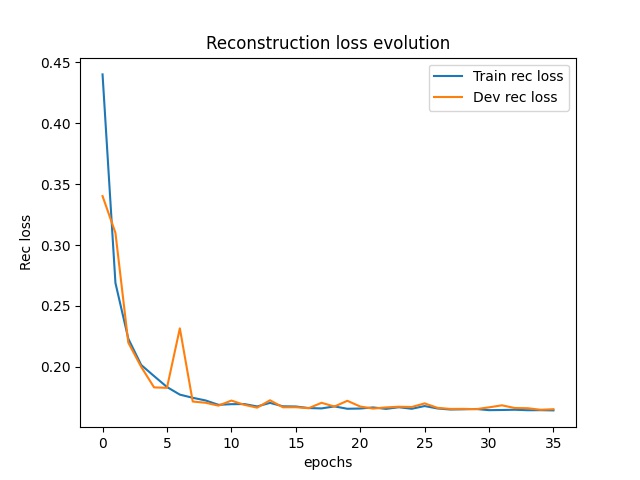 Reconstruction loss evolution
Train rec loss
Dev rec loss
Rec loss
0.45
0.40
0.35
0.30
0.25
0.20
0 5 10 15 20 25 30 35
epochs